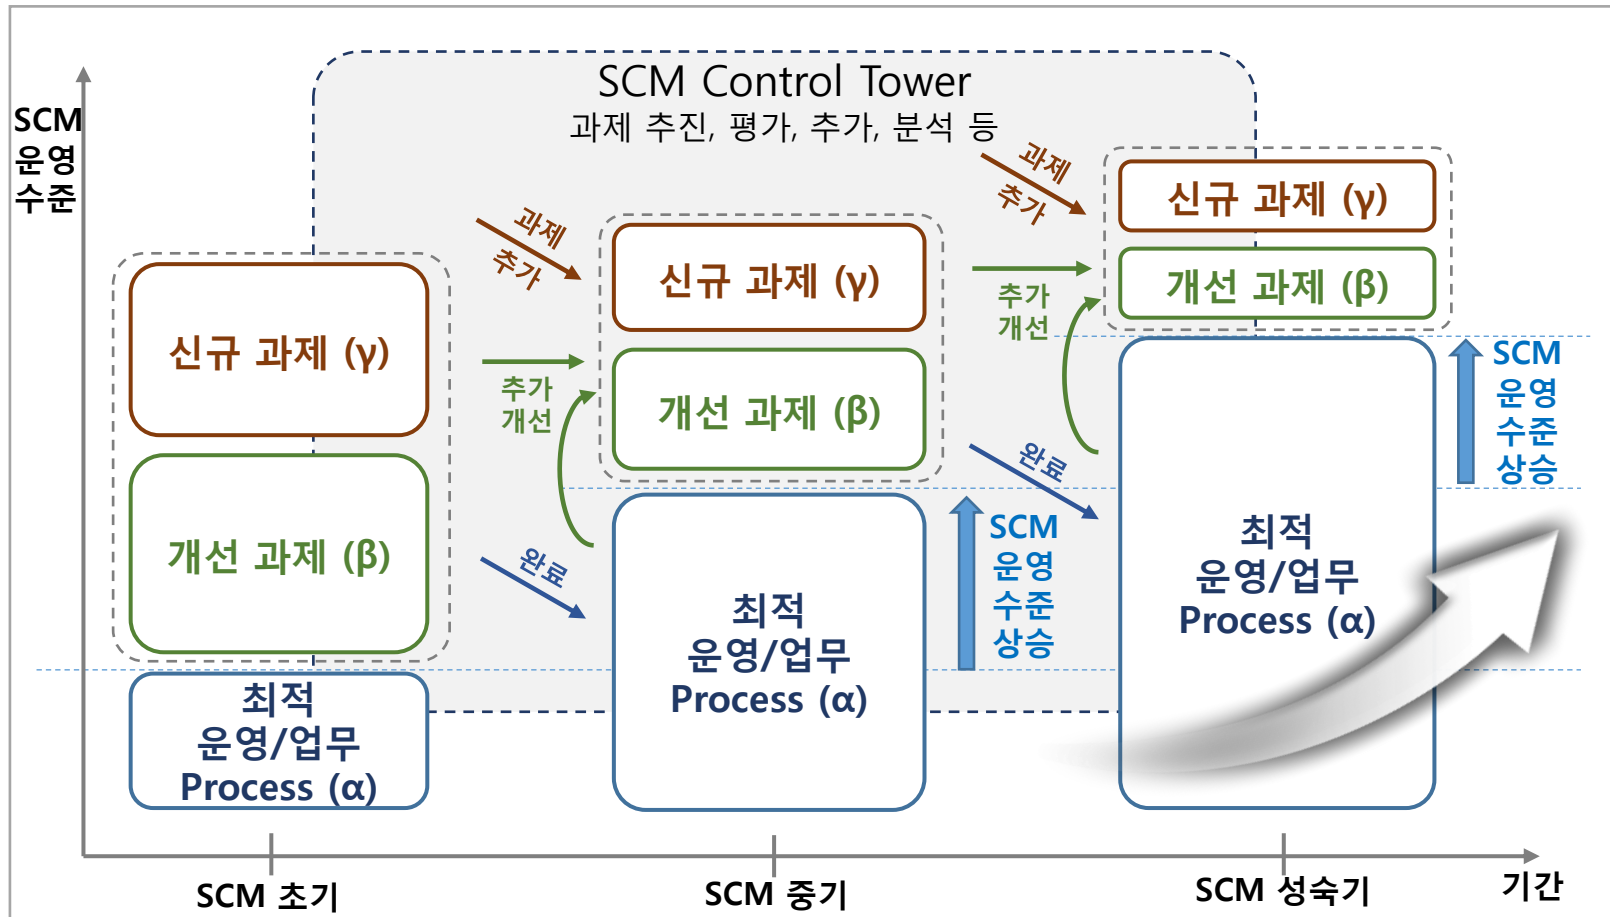 SCM Control Tower
과제 추진, 평가, 추가, 분석 등
SCM
운영
수준
신규 과제 (γ)
개선 과제 (β)
최적
운영/업무
Process (α)
과제
추가
추가
개선
완료
신규 과제 (γ)
개선 과제 (β)
최적
운영/업무
Process (α)
SCM
운영
수준
상승
과제
추가
추가
개선
완료
신규 과제 (γ)
개선 과제 (β)
최적
운영/업무
Process (α)
SCM
운영
수준
상승
SCM 초기
SCM 중기
SCM 성숙기
기간